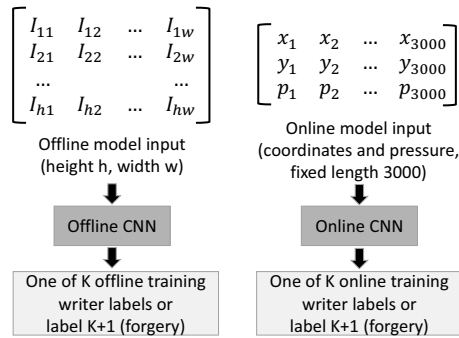 I₁₁ I₁₂ ... I₁w
I₂₁ I₂₂ ... I₂w
...  ...
Iₕ₁ Iₕ₂ ... Iₕw
Offline model input
(height h, width w)
Offline CNN
One of K offline training
writer labels or
label K+1 (forgery)
x₁ x₂ ... x₃₀₀₀
y₁ y₂ ... y₃₀₀₀
p₁ p₂ ... p₃₀₀₀
Online model input
(coordinates and pressure,
fixed length 3000)
Online CNN
One of K online training
writer labels or
label K+1 (forgery)